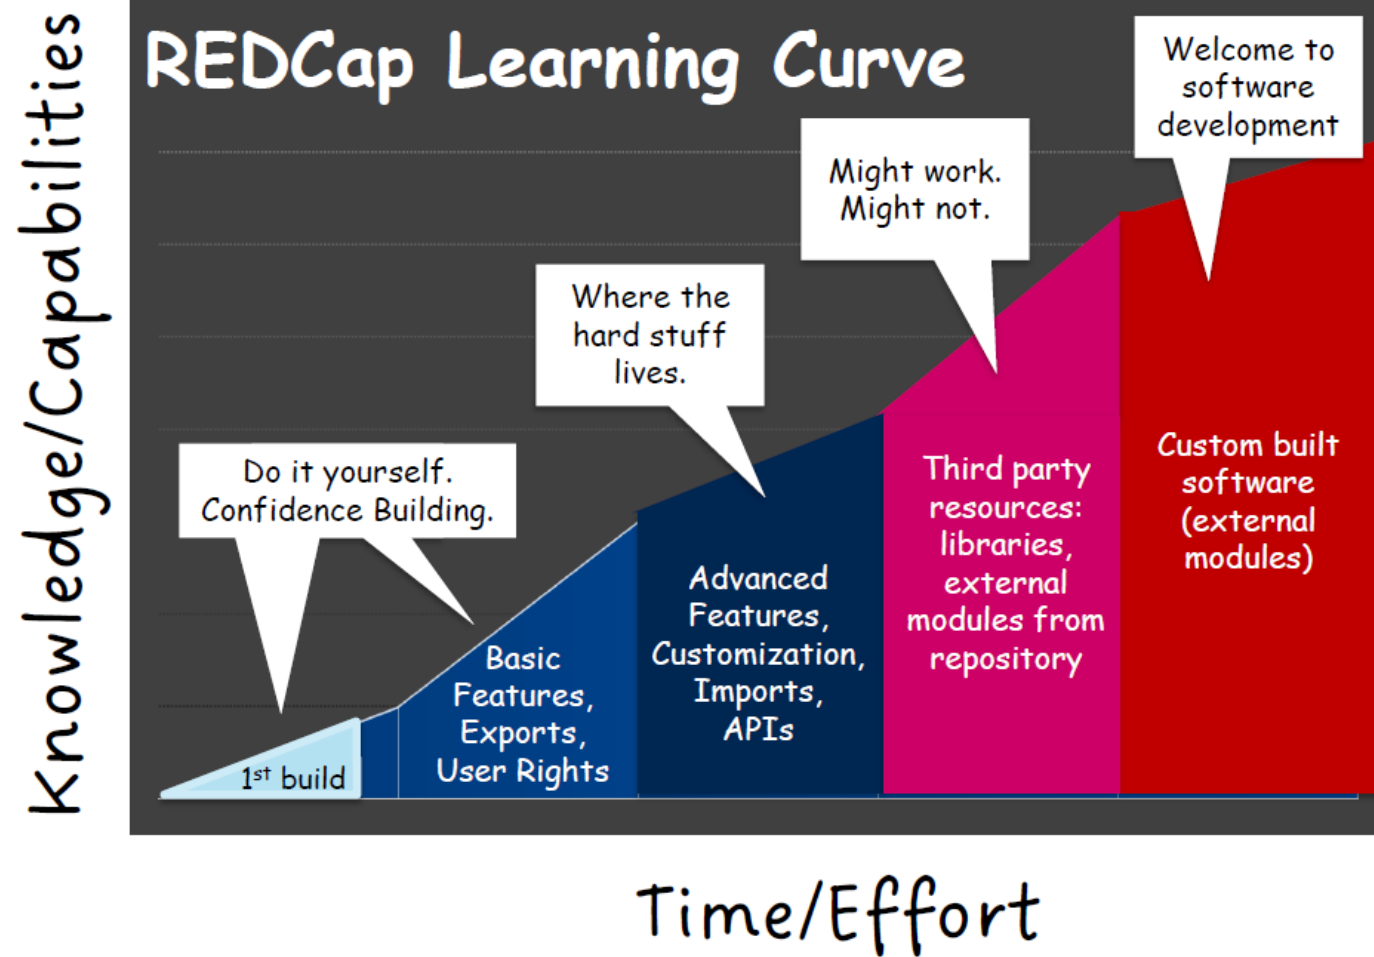 REDCap Learning Curve
Knowledge/Capabilities
Welcome to
software
development
Might work.
Might not.
Where the
hard stuff
lives.
Do it yourself.
Confidence Building.
1st build
Basic
Features,
Exports,
User Rights
Advanced
Features,
Customization,
Imports,
APIs
Third party
resources:
libraries,
external
modules from
repository
Custom built
software
(external
modules)
Time/Effort